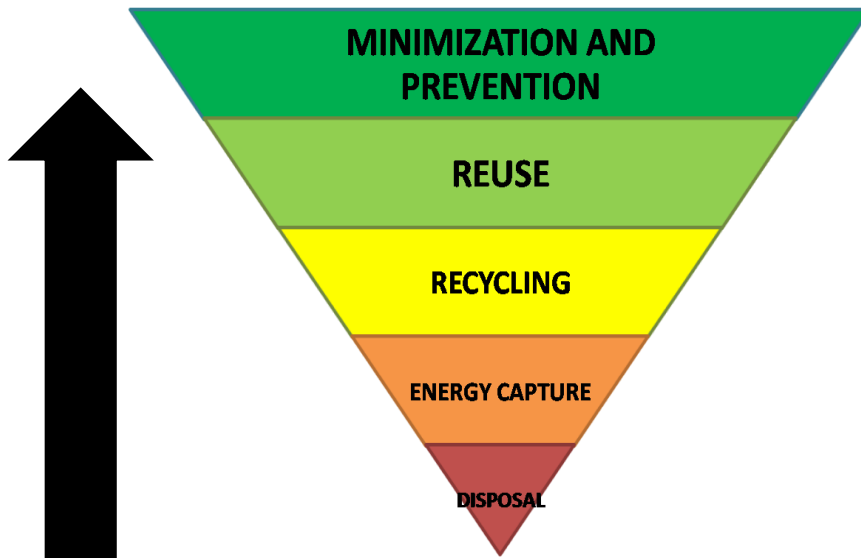 MINIMIZATION AND
PREVENTION
REUSE
RECYCLING
ENERGY CAPTURE
DISPOSAL